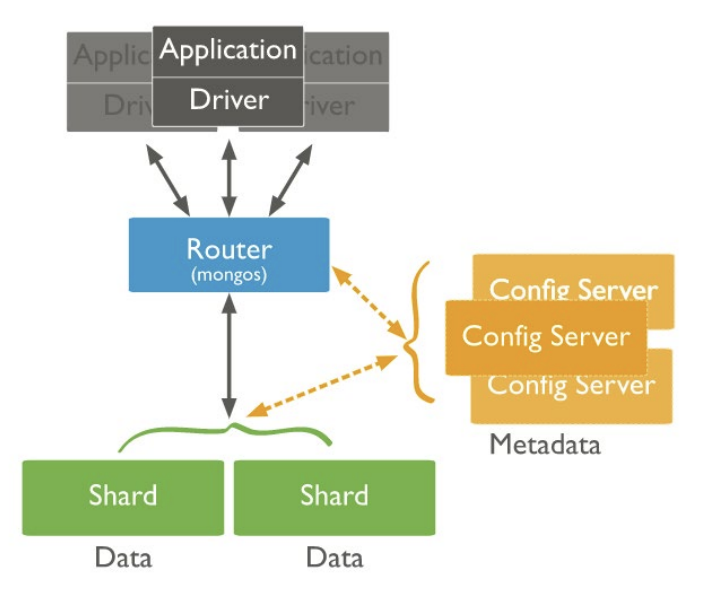 Application
Driver
Applic
ication
Driv
river
Router
(mongos)
Config Server
Config Server
Config Server
Metadata
Shard
Shard
Data
Data